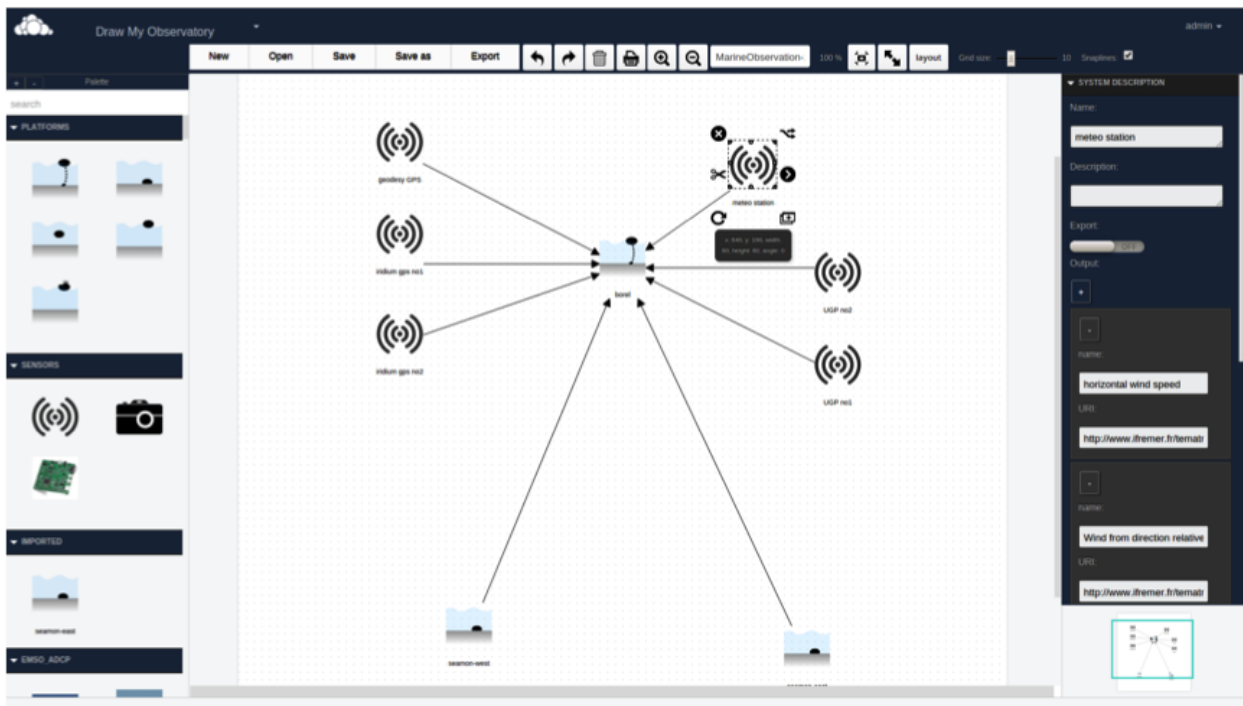 Draw My Observatory
admin
New Open Save Save as Export MarineObservation- 100 % layout Grid size: 10 Snaplines:
+ - Palette
search
PLATFORMS
SENSORS
IMPORTED
seamon-east
EMSO_ADCP
geodesy GPS
iridium gps no1
iridium gps no2
meteo station
borel
UGP no2
UGP no1
seamon-west
SYSTEM DESCRIPTION
Name:
meteo station
Description:
Export:
OFF
Output:
+
-
name:
horizontal wind speed
URI:
http://www.ifremer.fr/temat
-
name:
Wind from direction relative
URI:
http://www.ifremer.fr/temat